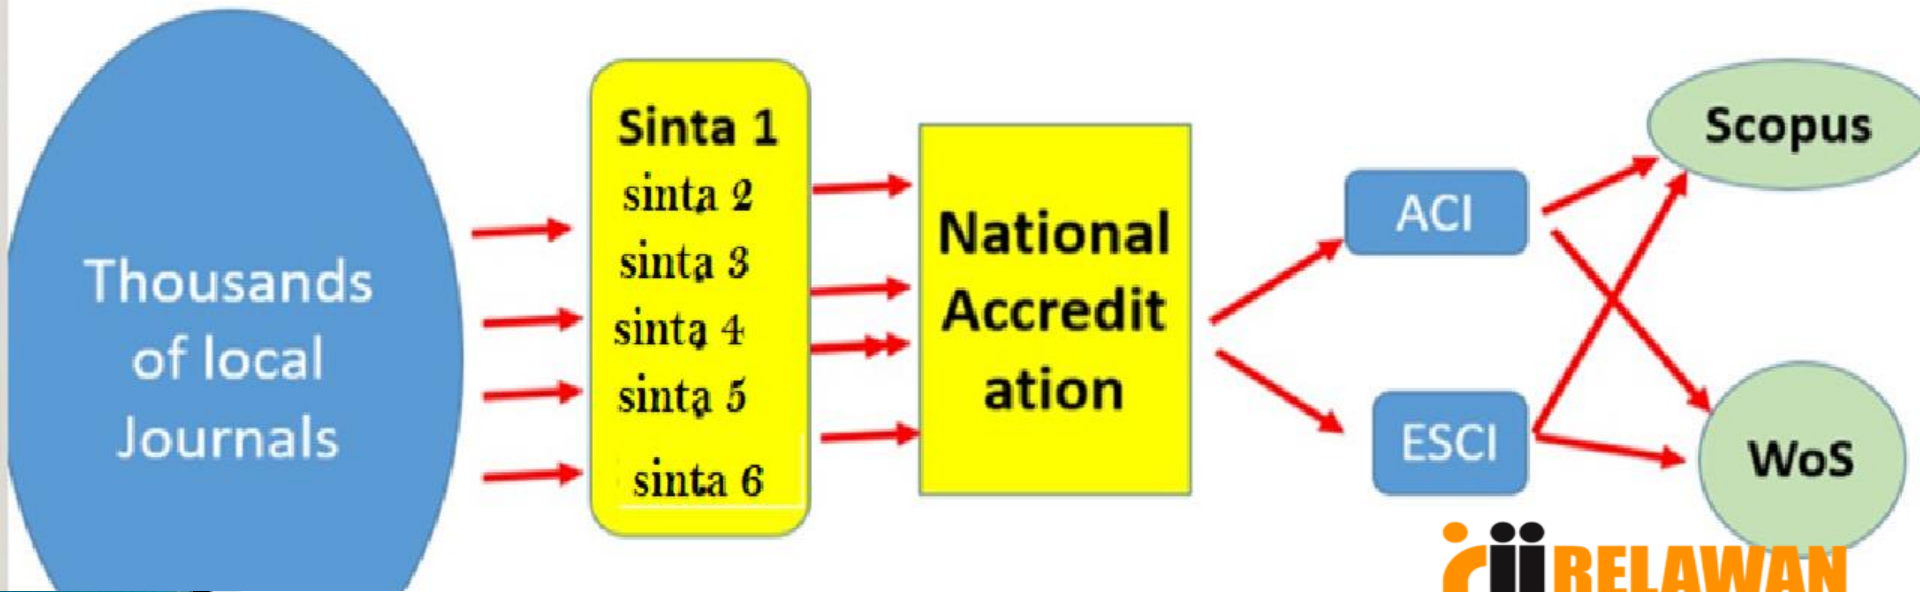 Thousands
of local
Journals
Sinta 1
sinta 2
sinta 3
sinta 4
sinta 5
sinta 6
National
Accredit
ation
ACI
ESCI
Scopus
WoS
RELAWAN